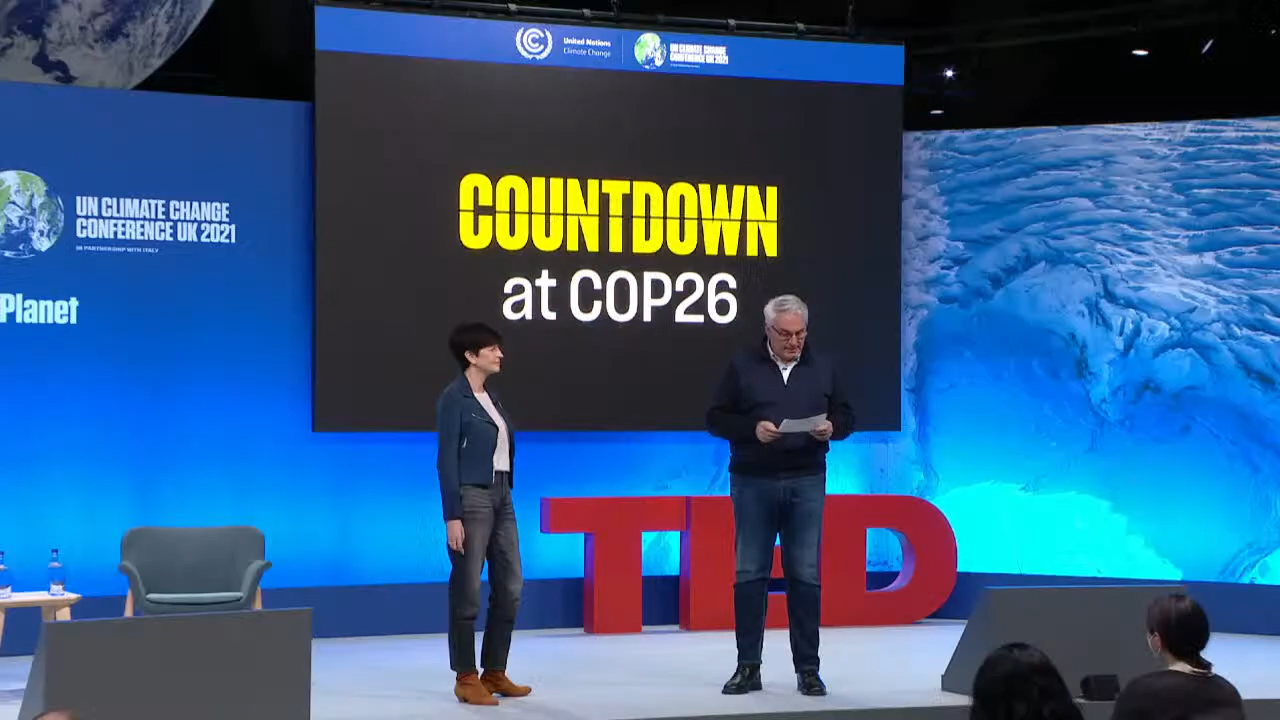 United Nations
Climate Change
UN CLIMATE CHANGE
CONFERENCE UK 2021
COUNTDOWN
at COP26
UN CLIMATE CHANGE
CONFERENCE UK 2021
IN PARTNERSHIP WITH ITALY
Planet
TED